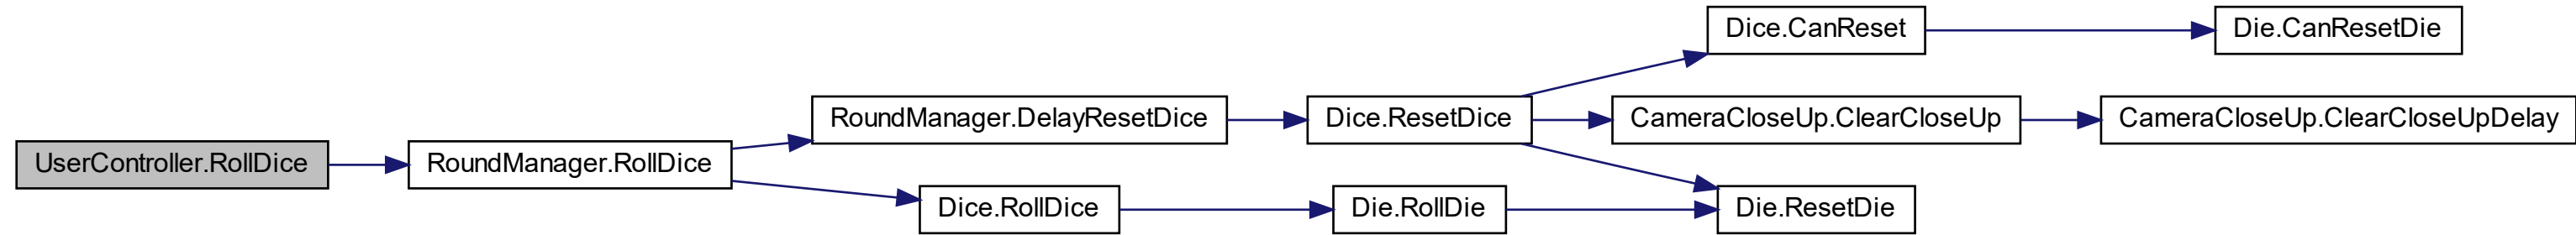 Dice.CanReset
Die.CanResetDie
RoundManager.DelayResetDice
Dice.ResetDice
CameraCloseUp.ClearCloseUp
CameraCloseUp.ClearCloseUpDelay
UserController.RollDice
RoundManager.RollDice
Dice.RollDice
Die.RollDie
Die.ResetDie